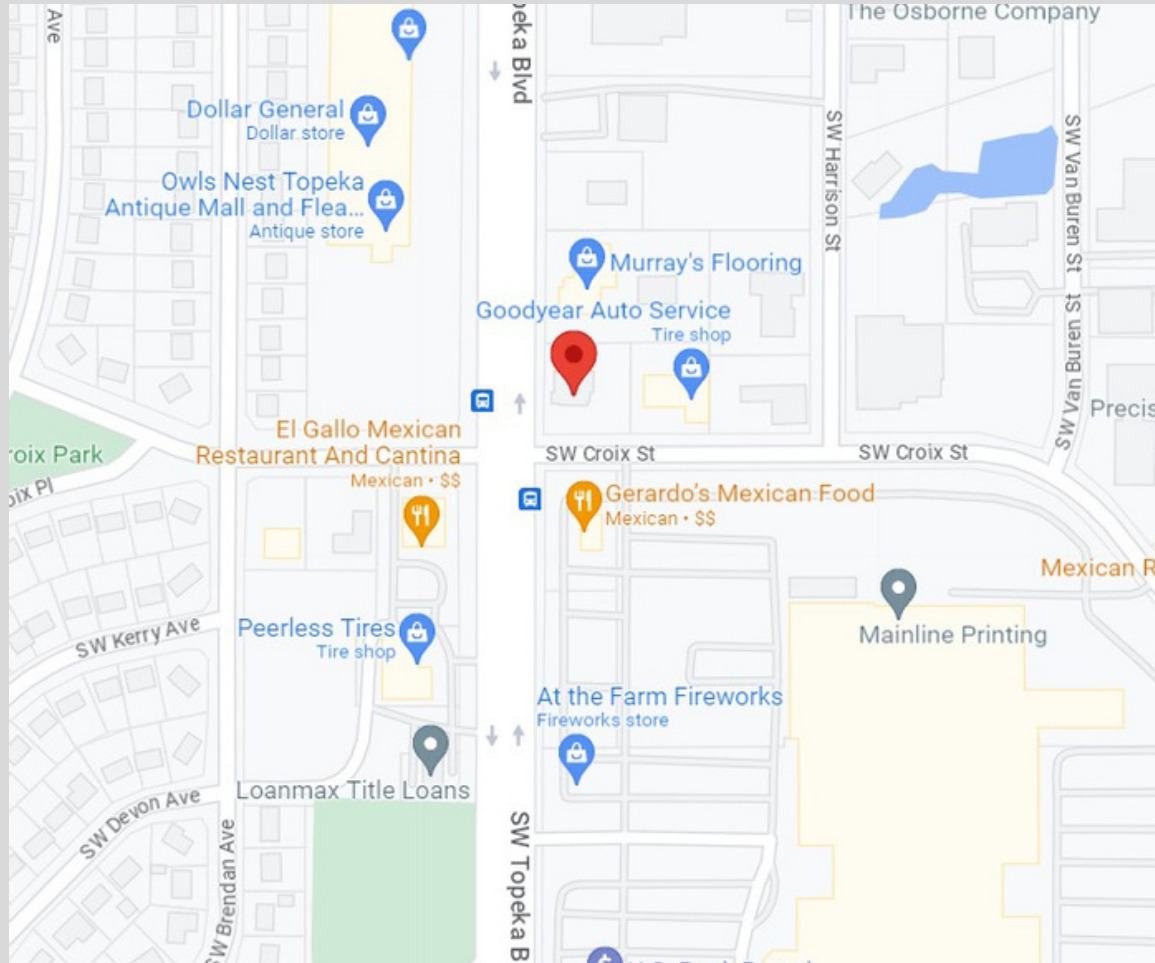 Ave
peka Blvd
The Osborne Company
Dollar General
Dollar store
SW Harrison St
SW Van Buren St
Owls Nest Topeka
Antique Mall and Flea...
Antique store
Murray's Flooring
Goodyear Auto Service
Tire shop
SW Van Buren St
Precis
El Gallo Mexican
Restaurant And Cantina
Mexican • $$
roix Park
oix Pl
SW Croix St
SW Croix St
Gerardo's Mexican Food
Mexican • $$
Mexican R
Mainline Printing
SW Kerry Ave
Peerless Tires
Tire shop
At the Farm Fireworks
Fireworks store
Loanmax Title Loans
SW Devon Ave
SW Brendan Ave
SW Topeka B